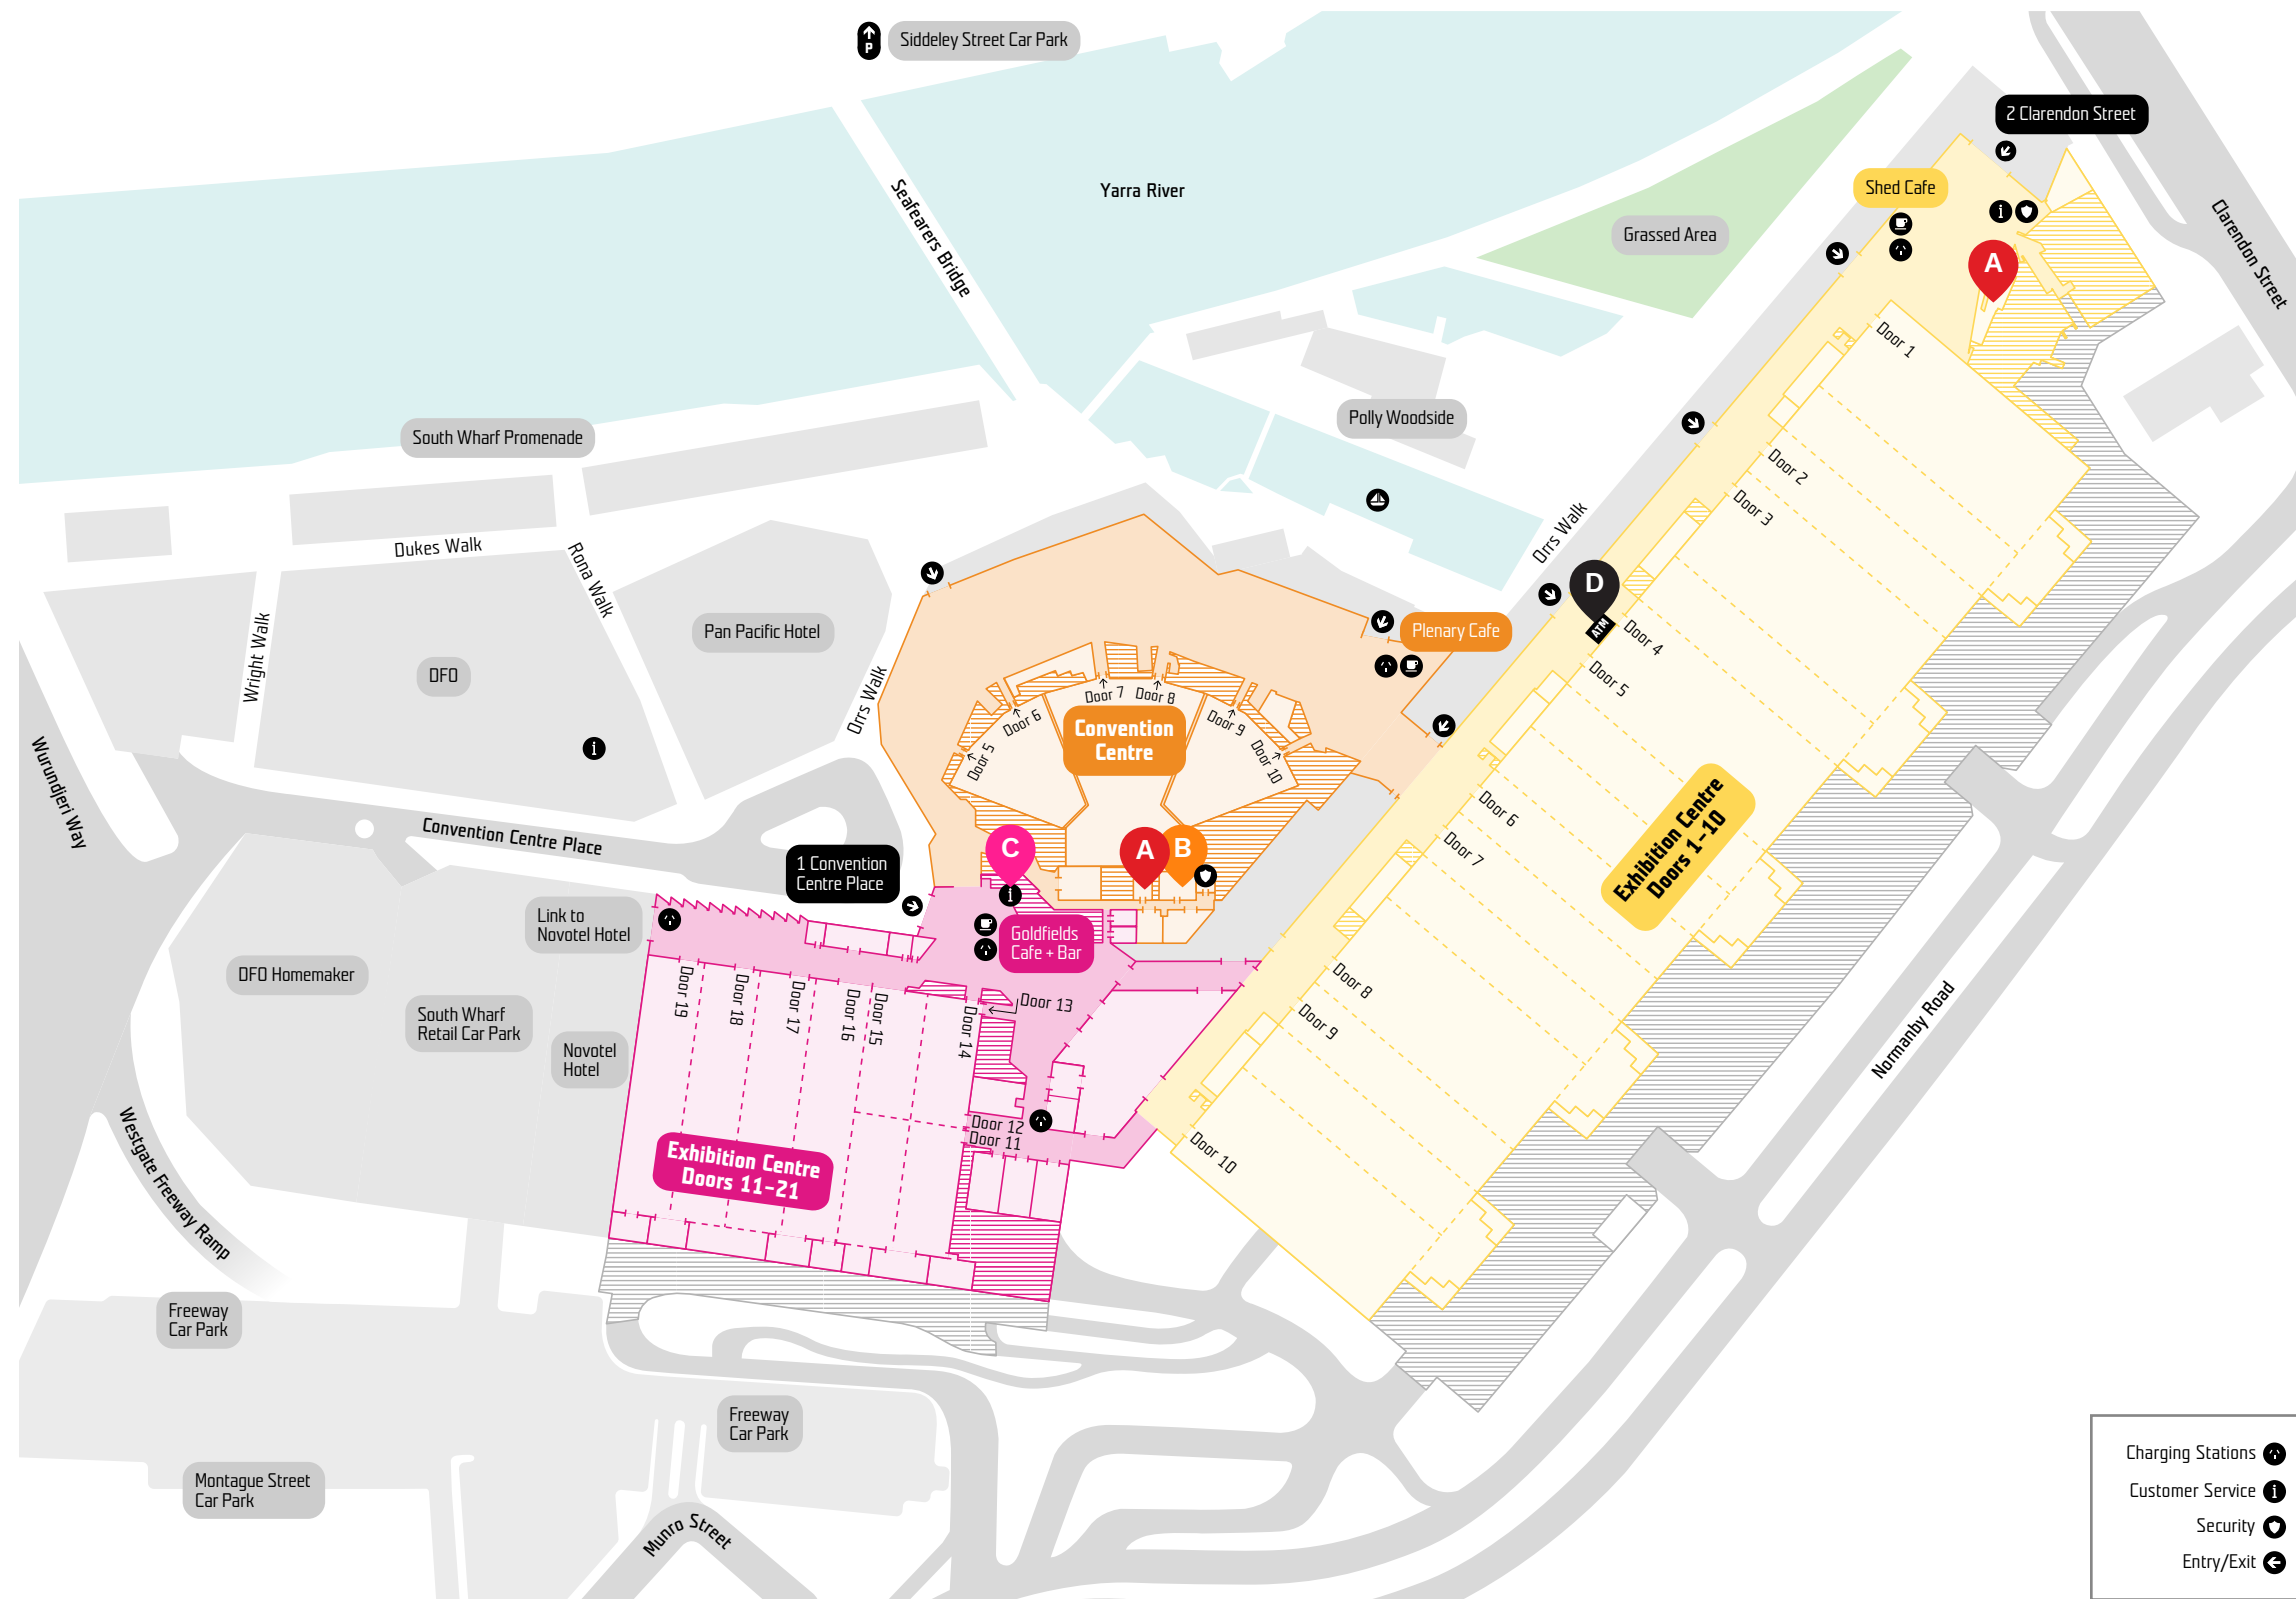 P
Siddeley Street Car Park
2 Clarendon Street
Shed Cafe
Yarra River
Seafarers Bridge
Grassed Area
Clarendon Street
A
Door 1
Polly Woodside
South Wharf Promenade
Door 2
Door 3
Orrs Walk
Dukes Walk
Rona Walk
D
ATM
Door 4
Door 5
Plenary Cafe
Pan Pacific Hotel
Wright Walk
DFO
Orrs Walk
Door 5
Door 6
Door 7
Door 8
Door 9
Door 10
Convention
Centre
Wurundjeri Way
Convention Centre Place
Door 6
Door 7
Exhibition Centre
Doors 1-10
1 Convention
Centre Place
C
A
B
Link to
Novotel Hotel
Goldfields
Cafe + Bar
DFO Homemaker
South Wharf
Retail Car Park
Novotel
Hotel
Door 19
Door 18
Door 17
Door 16
Door 15
Door 14
Door 13
Door 8
Door 9
Normanby Road
Door 12
Door 11
Door 10
Exhibition Centre
Doors 11-21
Westgate Freeway Ramp
Freeway
Car Park
Freeway
Car Park
Montague Street
Car Park
Munro Street
Charging Stations
Customer Service
Security
Entry/Exit